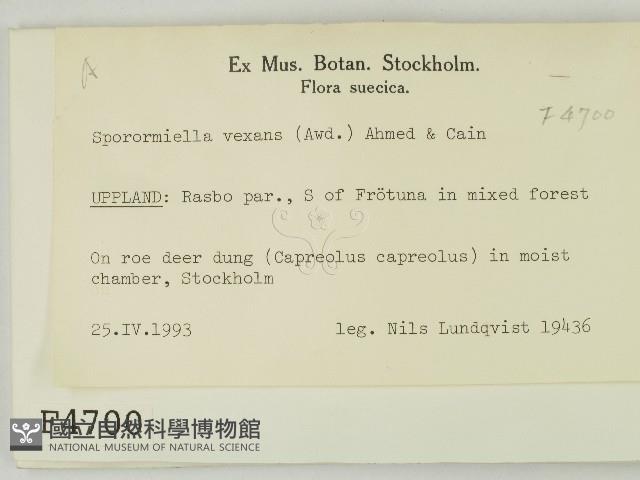 Ex Mus. Botan. Stockholm.
Flora suecica.
F4700
Sporormiella vexans (Awd.) Ahmed & Cain
UPPLAND: Rasbo par., S of Frötuna in mixed forest
On roe deer dung (Capreolus capreolus) in moist
chamber, Stockholm
25.IV.1993 leg. Nils Lundqvist 19436
F4700
國立自然科學博物館
NATIONAL MUSEUM OF NATURAL SCIENCE